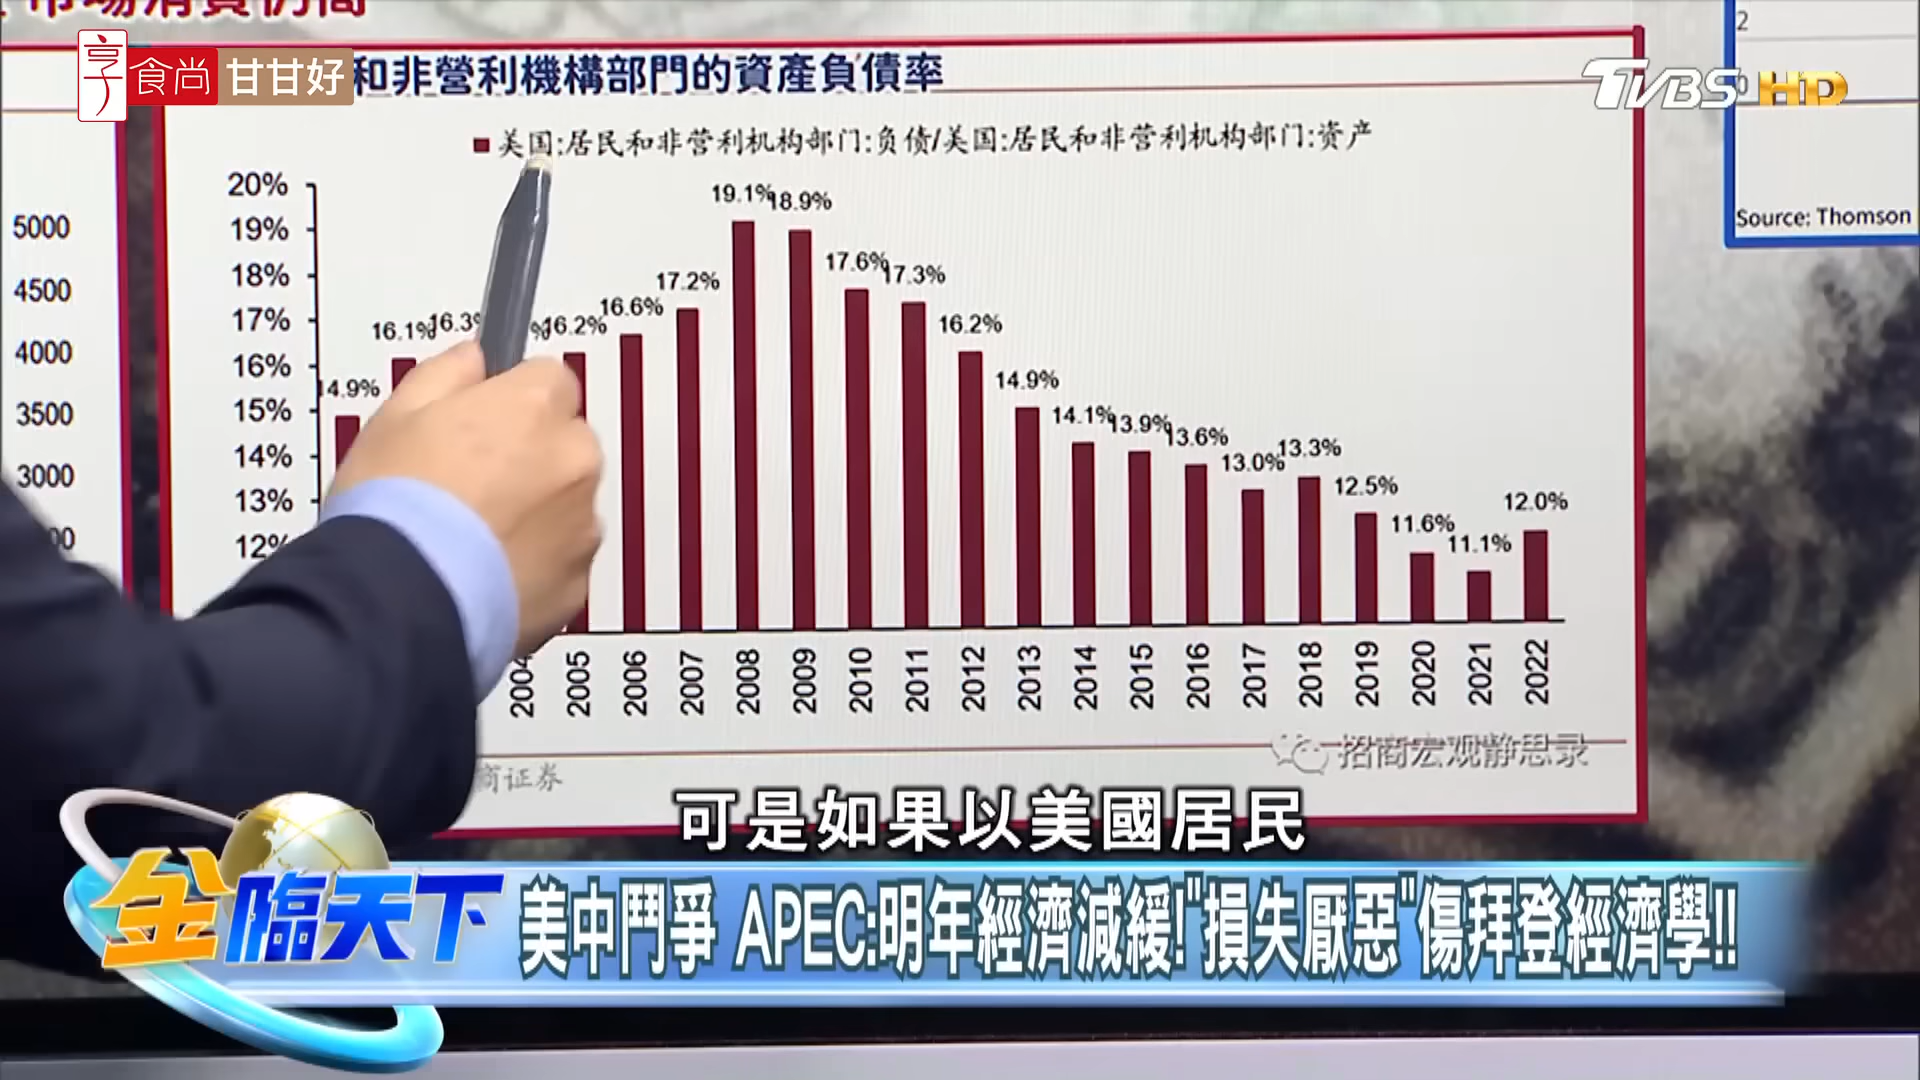 享 食尚 甘甘好
和非營利機構部門的資產負債率
TVBS HD
2
0
Source: Thomson
美国:居民和非营利机构部门:负债/美国:居民和非营利机构部门:资产
5000
4500
4000
3500
3000
20%
19%
18%
17%
16%
15%
14%
13%
12%
14.9% 16.1% 16.3% 16.2% 16.6% 17.2% 19.1% 18.9% 17.6% 17.3% 16.2% 14.9% 14.1% 13.9% 13.6% 13.0% 13.3% 12.5% 11.6% 11.1% 12.0%
2004 2005 2006 2007 2008 2009 2010 2011 2012 2013 2014 2015 2016 2017 2018 2019 2020 2021 2022
招商宏观静思录
商证券
可是如果以美國居民
金臨天下
美中鬥爭 APEC:明年經濟減緩!"損失厭惡"傷拜登經濟學!!